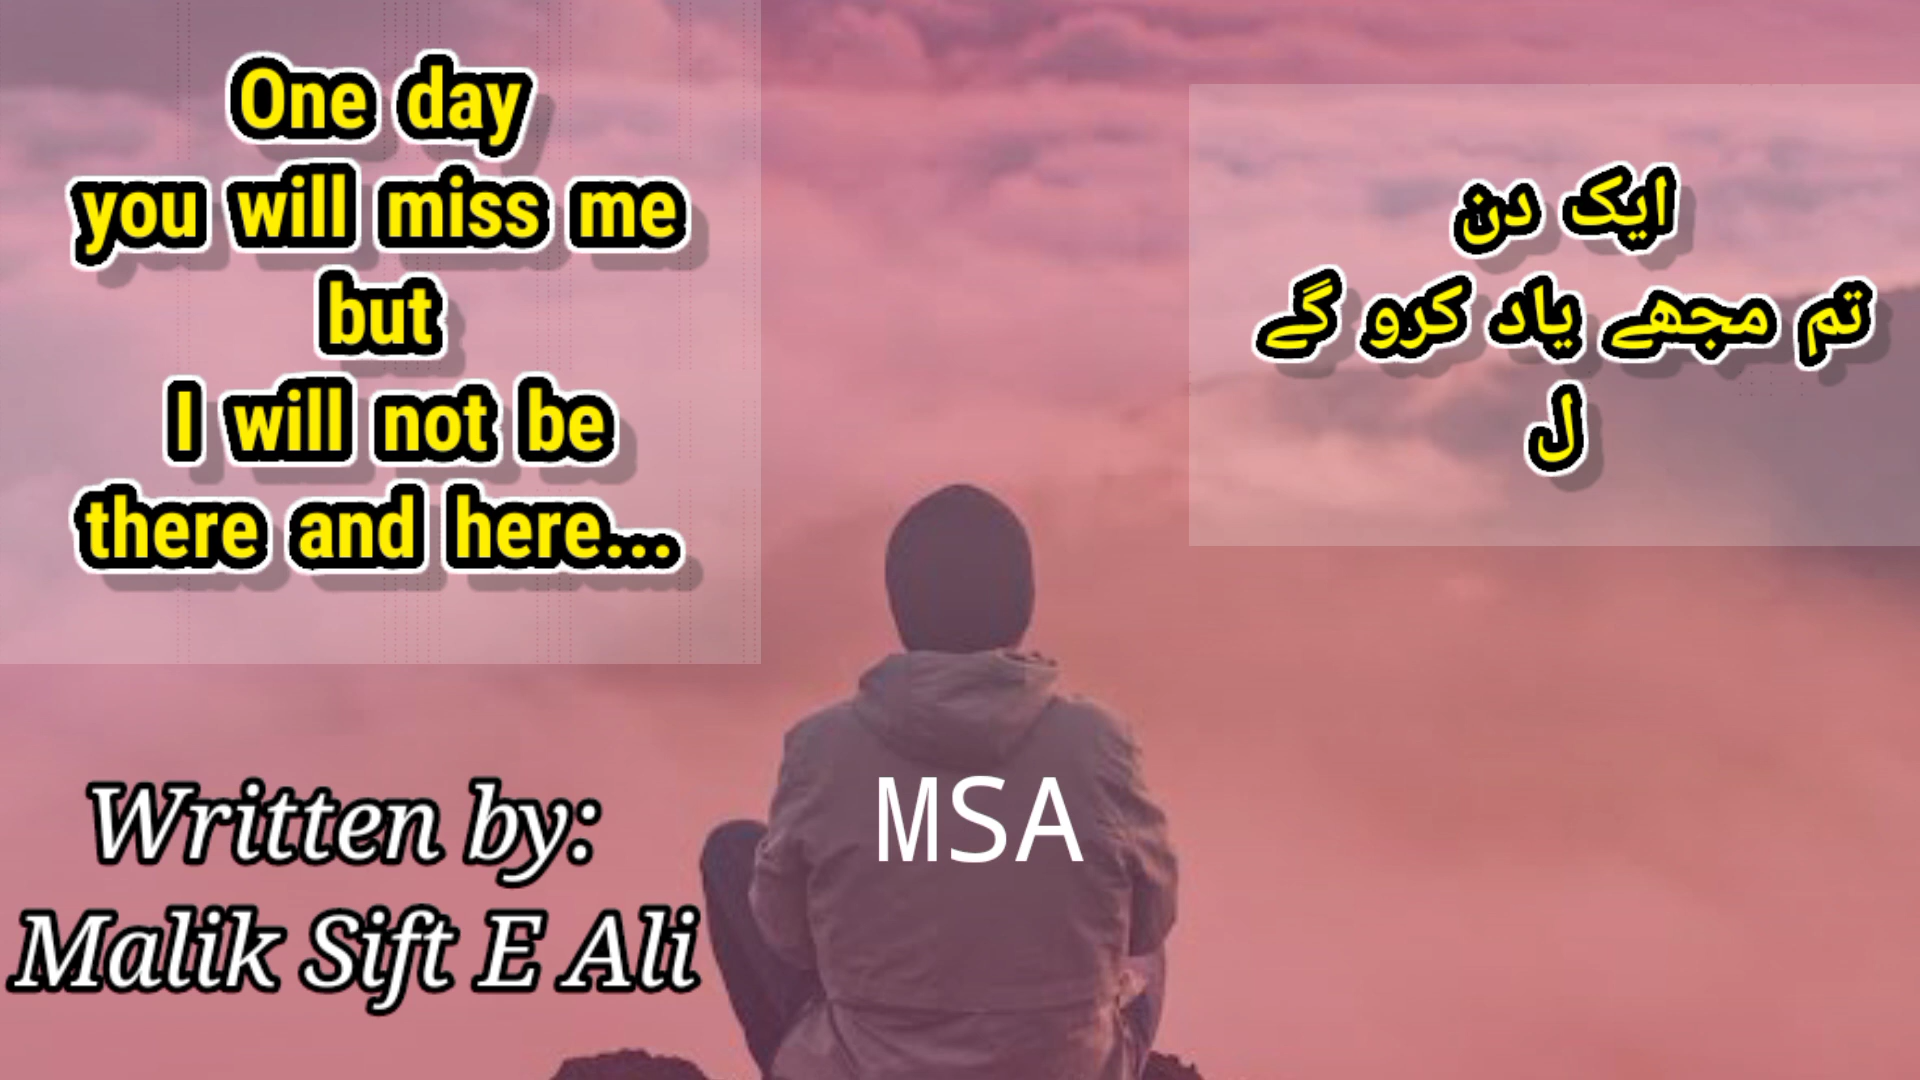 One day
you will miss me
but
I will not be
there and here...
ایک دن
تم مجھے یاد کرو گے
ل
MSA
Written by:
Malik Sift E Ali